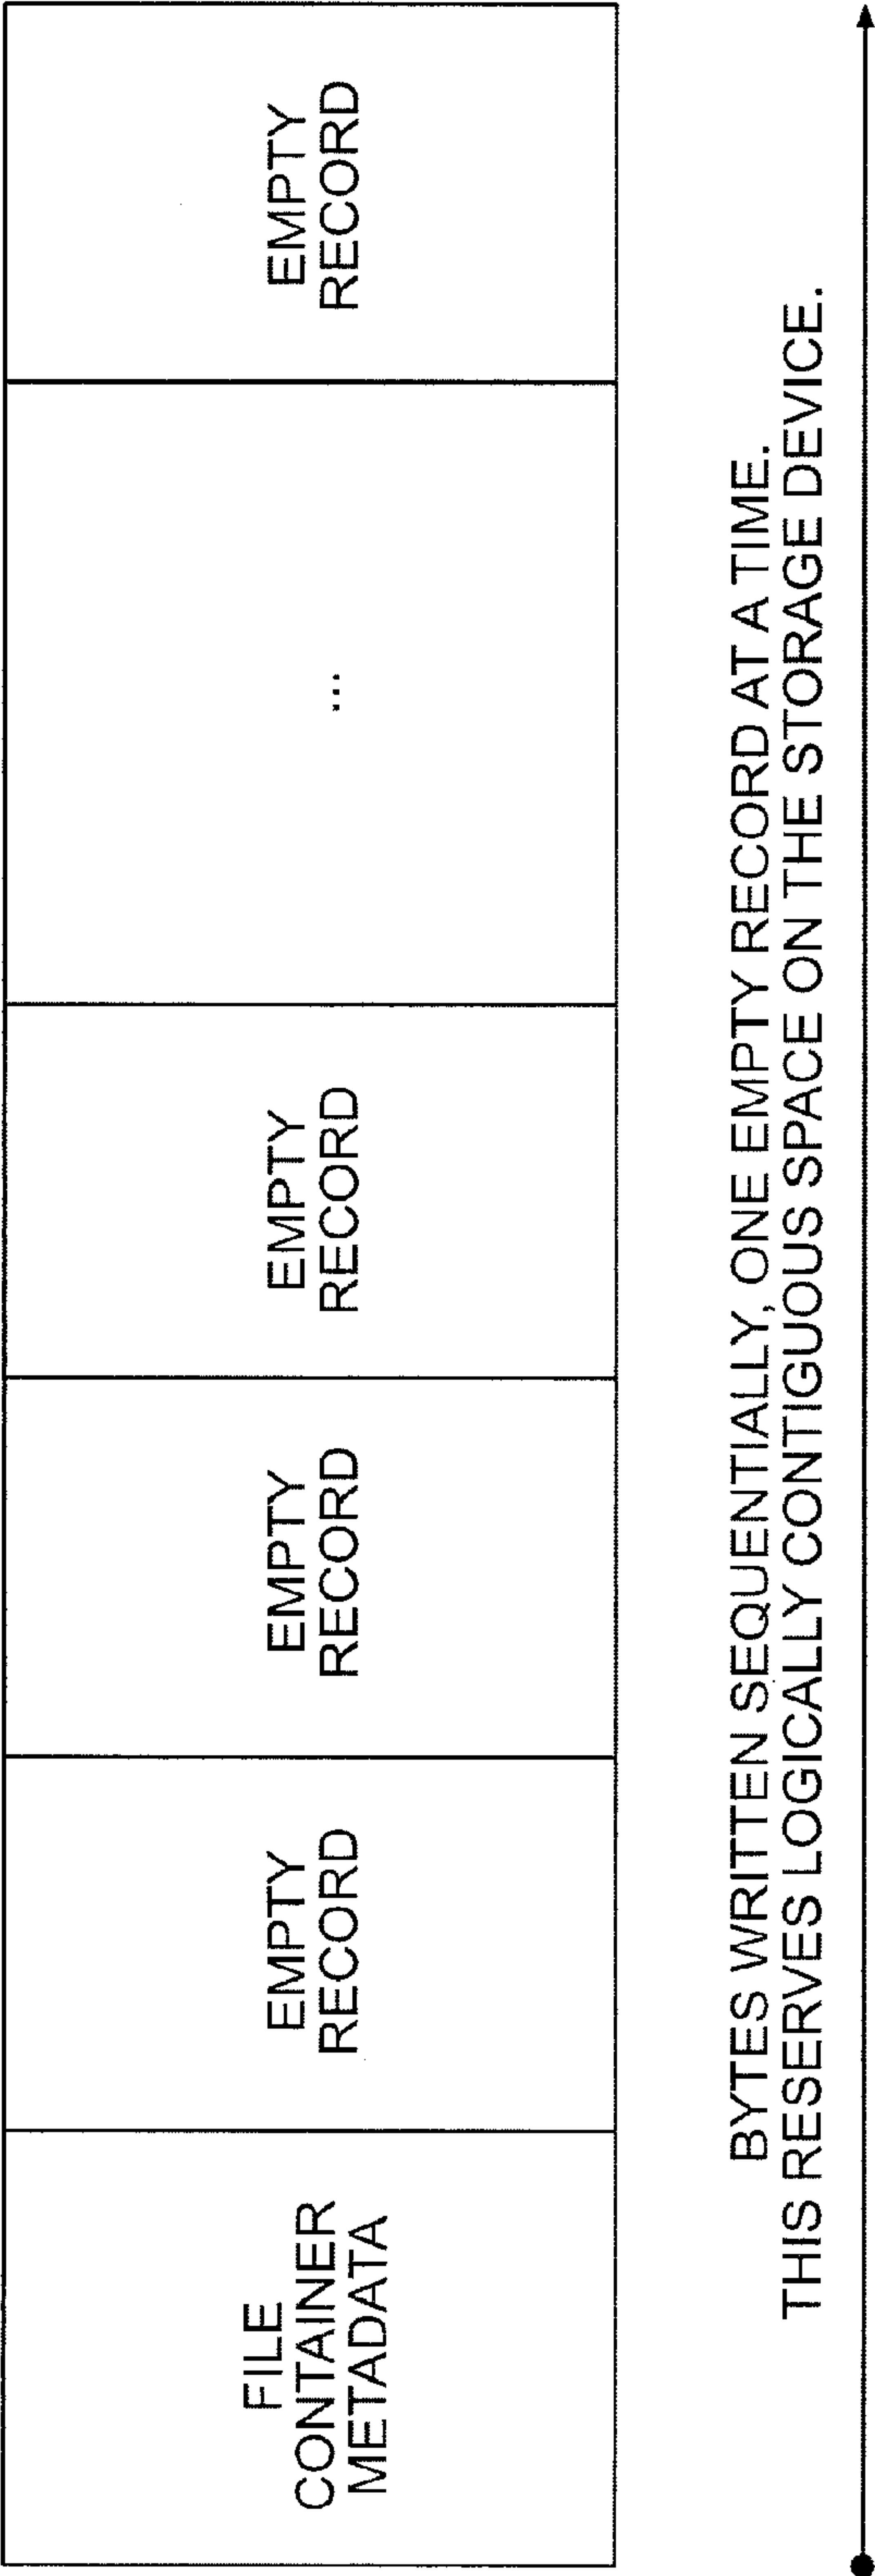 FILE
CONTAINER
METADATA
EMPTY
RECORD
EMPTY
RECORD
EMPTY
RECORD
...
EMPTY
RECORD
BYTES WRITTEN SEQUENTIALLY, ONE EMPTY RECORD AT A TIME.
THIS RESERVES LOGICALLY CONTIGUOUS SPACE ON THE STORAGE DEVICE.